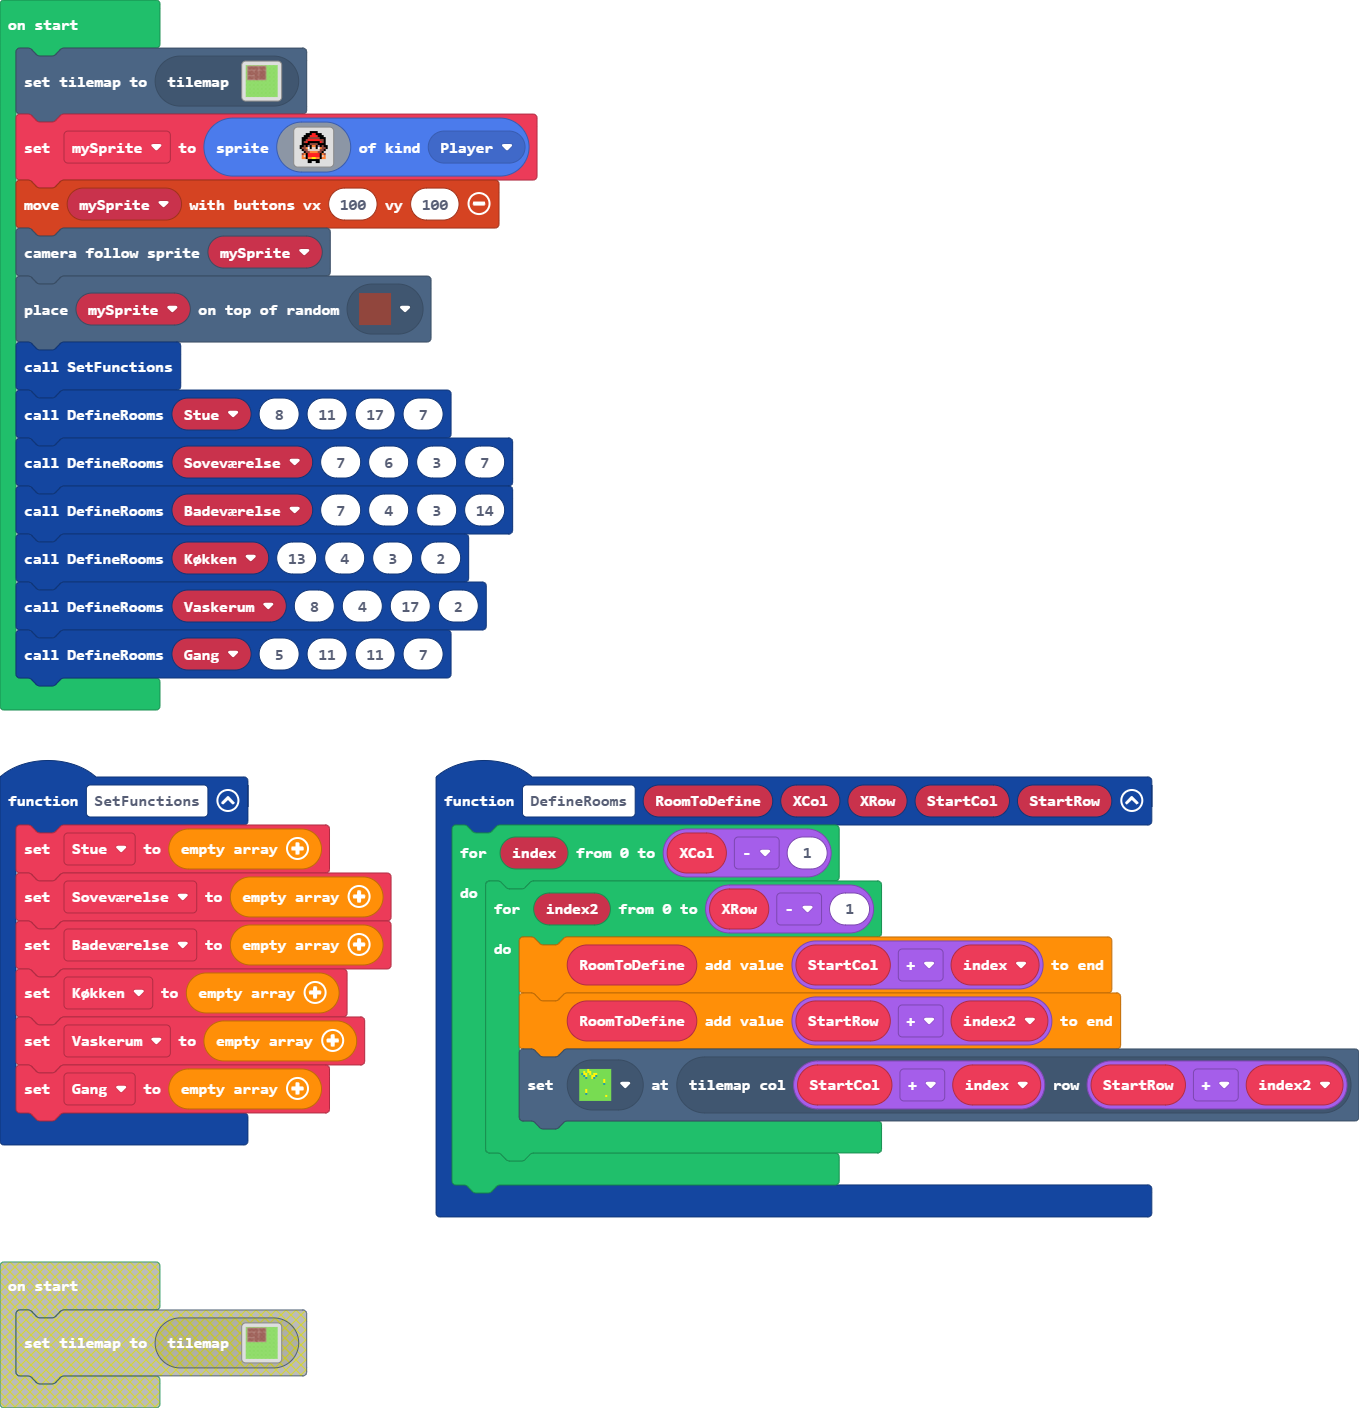 on start
set tilemap to tilemap
set mySprite to sprite of kind Player
move mySprite with buttons vx 100 vy 100
camera follow sprite mySprite
place mySprite on top of random
call SetFunctions
call DefineRooms Stue 8 11 17 7
call DefineRooms Soveværelse 7 6 3 7
call DefineRooms Badeværelse 7 4 3 14
call DefineRooms Køkken 13 4 3 2
call DefineRooms Vaskerum 8 4 17 2
call DefineRooms Gang 5 11 11 7
function SetFunctions
set Stue to empty array
set Soveværelse to empty array
set Badeværelse to empty array
set Køkken to empty array
set Vaskerum to empty array
set Gang to empty array
function DefineRooms RoomToDefine XCol XRow StartCol StartRow
for index from 0 to XCol - 1
do
for index2 from 0 to XRow - 1
do
RoomToDefine add value StartCol + index to end
RoomToDefine add value StartRow + index2 to end
set at tilemap col StartCol + index row StartRow + index2
on start
set tilemap to tilemap